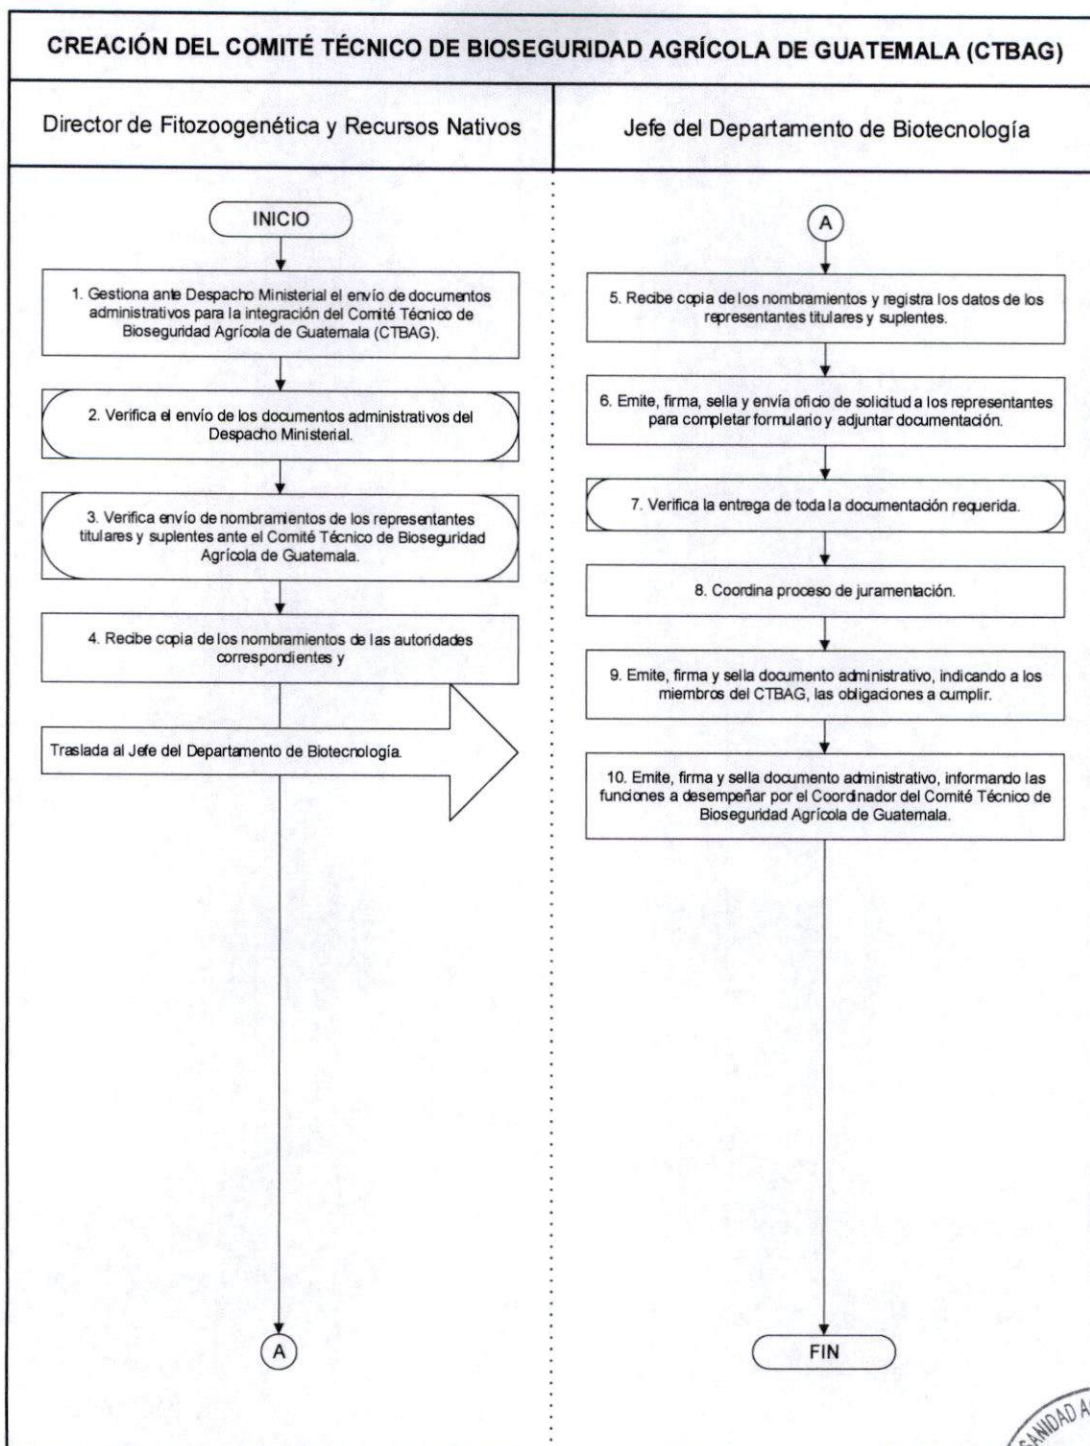 CREACIÓN DEL COMITÉ TÉCNICO DE BIOSEGURIDAD AGRÍCOLA DE GUATEMALA (CTBAG)
Director de Fitozoogenética y Recursos Nativos
INICIO
1. Gestiona ante Despacho Ministerial el envío de documentos
administrativos para la integración del Comité Técnico de
Bioseguridad Agrícola de Guatemala (CTBAG).
2. Verifica el envío de los documentos administrativos del
Despacho Ministerial.
3. Verifica envío de nombramientos de los representantes
titulares y suplentes ante el Comité Técnico de Bioseguridad
Agrícola de Guatemala.
4. Recibe copia de los nombramientos de las autoridades
correspondientes y
Traslada al Jefe del Departamento de Biotecnología.
A
Jefe del Departamento de Biotecnología
A
5. Recibe copia de los nombramientos y registra los datos de los
representantes titulares y suplentes.
6. Emite, firma, sella y envía oficio de solicitud a los representantes
para completar formulario y adjuntar documentación.
7. Verifica la entrega de toda la documentación requerida.
8. Coordina proceso de juramentación.
9. Emite, firma y sella documento administrativo, indicando a los
miembros del CTBAG, las obligaciones a cumplir.
10. Emite, firma y sella documento administrativo, informando las
funciones a desempeñar por el Coordinador del Comité Técnico de
Bioseguridad Agrícola de Guatemala.
FIN
SANIDAD